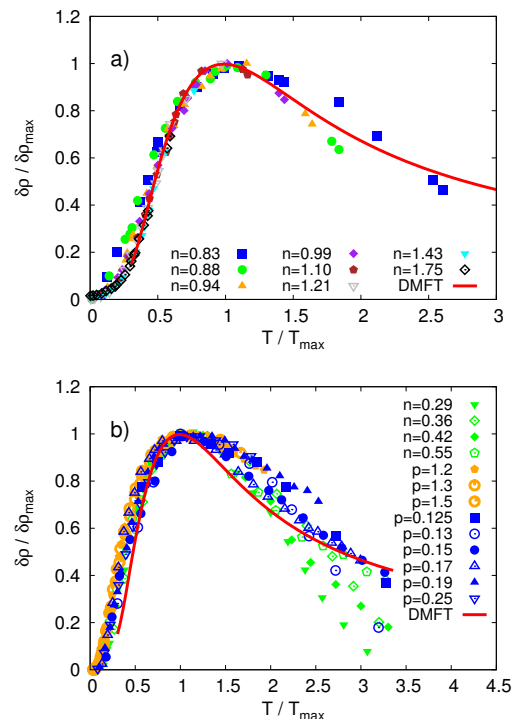 a)
δρ / δρmax
1.2
1
0.8
0.6
0.4
0.2
0
n=0.83
n=0.88
n=0.94
n=0.99
n=1.10
n=1.21
n=1.43
n=1.75
DMFT
0 0.5 1 1.5 2 2.5 3
T / Tmax
b)
δρ / δρmax
1.2
1
0.8
0.6
0.4
0.2
0
n=0.29
n=0.36
n=0.42
n=0.55
p=1.2
p=1.3
p=1.5
p=0.125
p=0.13
p=0.15
p=0.17
p=0.19
p=0.25
DMFT
0 0.5 1 1.5 2 2.5 3 3.5 4 4.5
T / Tmax